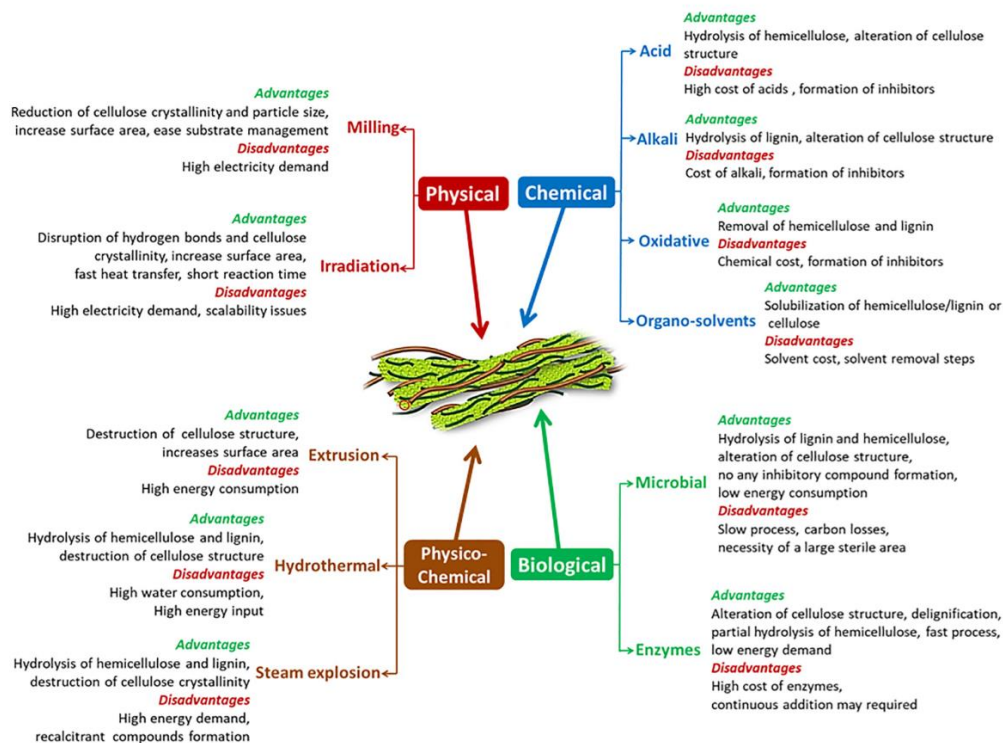 Physical
Milling
Advantages
Reduction of cellulose crystallinity and particle size,
increase surface area, ease substrate management
Disadvantages
High electricity demand
Irradiation
Advantages
Disruption of hydrogen bonds and cellulose
crystallinity, increase surface area,
fast heat transfer, short reaction time
Disadvantages
High electricity demand, scalability issues
Chemical
Acid
Advantages
Hydrolysis of hemicellulose, alteration of cellulose
structure
Disadvantages
High cost of acids , formation of inhibitors
Alkali
Advantages
Hydrolysis of lignin, alteration of cellulose structure
Disadvantages
Cost of alkali, formation of inhibitors
Oxidative
Advantages
Removal of hemicellulose and lignin
Disadvantages
Chemical cost, formation of inhibitors
Organo-solvents
Advantages
Solubilization of hemicellulose/lignin or
cellulose
Disadvantages
Solvent cost, solvent removal steps
Physico-
Chemical
Extrusion
Advantages
Destruction of cellulose structure,
increases surface area
Disadvantages
High energy consumption
Hydrothermal
Advantages
Hydrolysis of hemicellulose and lignin,
destruction of cellulose structure
Disadvantages
High water consumption,
High energy input
Steam explosion
Advantages
Hydrolysis of hemicellulose and lignin,
destruction of cellulose crystallinity
Disadvantages
High energy demand,
recalcitrant compounds formation
Biological
Microbial
Advantages
Hydrolysis of lignin and hemicellulose,
alteration of cellulose structure,
no any inhibitory compound formation,
low energy consumption
Disadvantages
Slow process, carbon losses,
necessity of a large sterile area
Enzymes
Advantages
Alteration of cellulose structure, delignification,
partial hydrolysis of hemicellulose, fast process,
low energy demand
Disadvantages
High cost of enzymes,
continuous addition may required